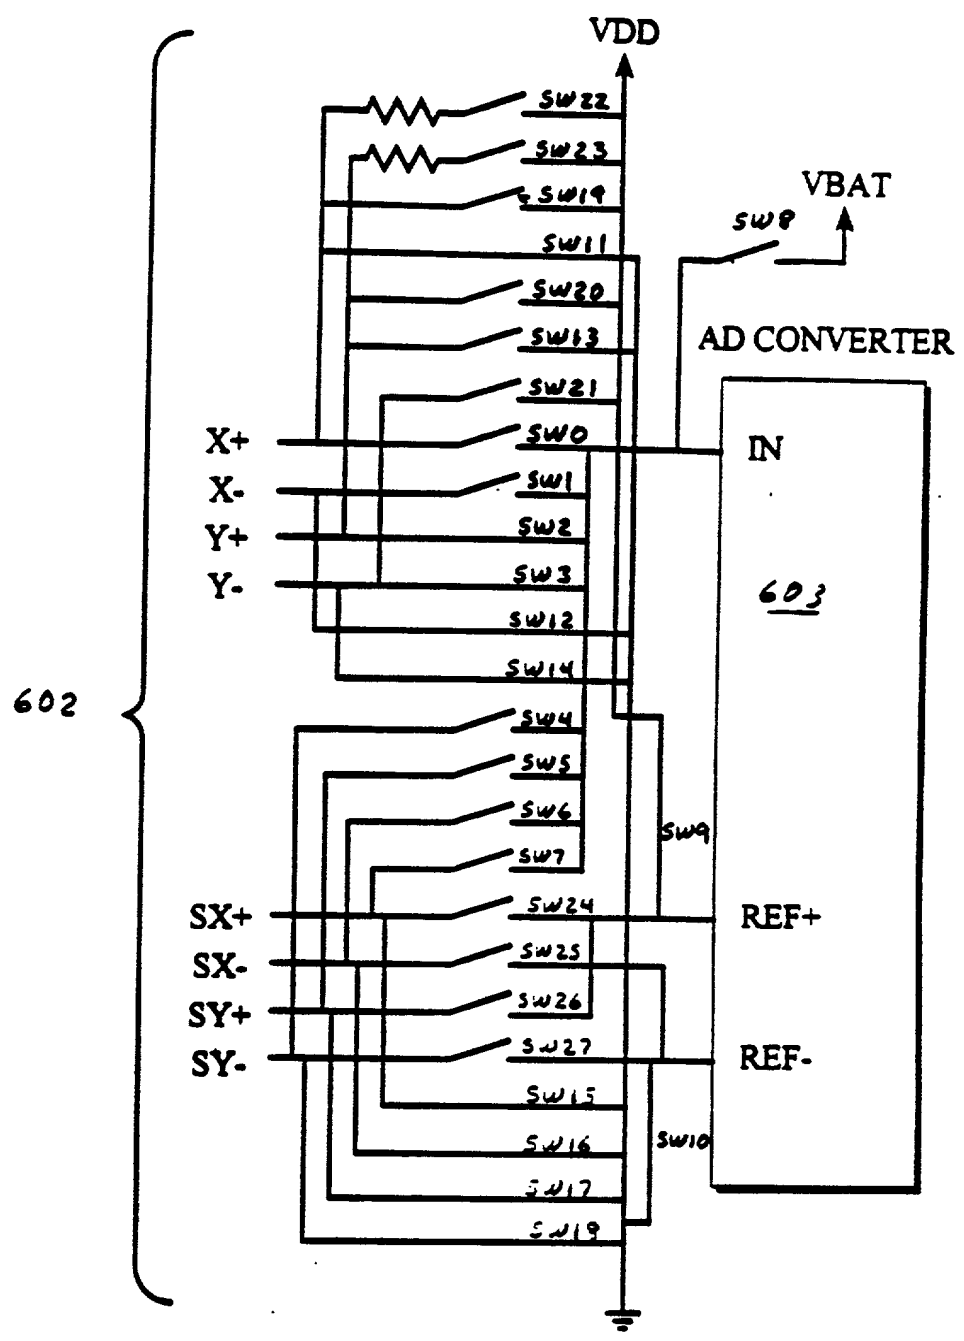 VDD
SW22
SW23
SW19
VBAT
SW8
SW11
SW20
SW13
AD CONVERTER
SW21
X+
SW0
IN
X-
SW1
Y+
SW2
Y-
SW3
603
SW12
SW14
602
SW4
SW5
SW6
SW9
SW7
SX+
SW24
REF+
SX-
SW25
SY+
SW26
SY-
SW27
REF-
SW15
SW16
SW10
SW17
SW19